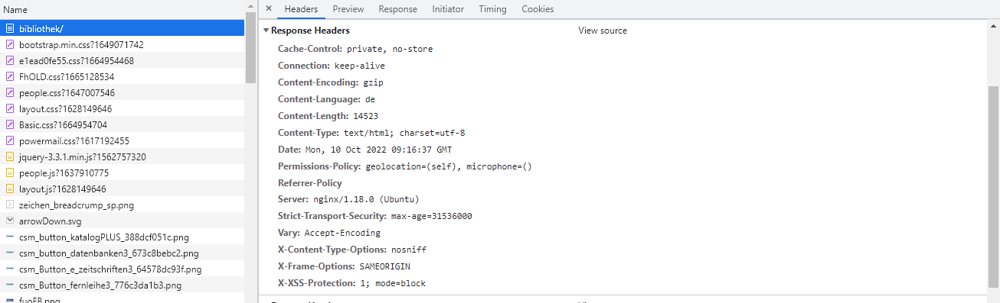 Name
bibliothek/
bootstrap.min.css?1649071742
e1ead0fe55.css?1664954468
FhOLD.css?1665128534
people.css?1647007546
layout.css?1628149646
Basic.css?1664954704
powermail.css?1617192455
jquery-3.3.1.min.js?1562757320
people.js?1637910775
layout.js?1628149646
zeichen_breadcrump_sp.png
arrowDown.svg
csm_button_katalogPLUS_388dcf051c.png
csm_button_datenbanken3_673c8bebc2.png
csm_Button_e_zeitschriften3_64578dc93f.png
csm_Button_fernleihe3_776c3da1b3.png
Headers Preview Response Initiator Timing Cookies
Response Headers View source
Cache-Control: private, no-store
Connection: keep-alive
Content-Encoding: gzip
Content-Language: de
Content-Length: 14523
Content-Type: text/html; charset=utf-8
Date: Mon, 10 Oct 2022 09:16:37 GMT
Permissions-Policy: geolocation=(self), microphone=()
Referrer-Policy
Server: nginx/1.18.0 (Ubuntu)
Strict-Transport-Security: max-age=31536000
Vary: Accept-Encoding
X-Content-Type-Options: nosniff
X-Frame-Options: SAMEORIGIN
X-XSS-Protection: 1; mode=block